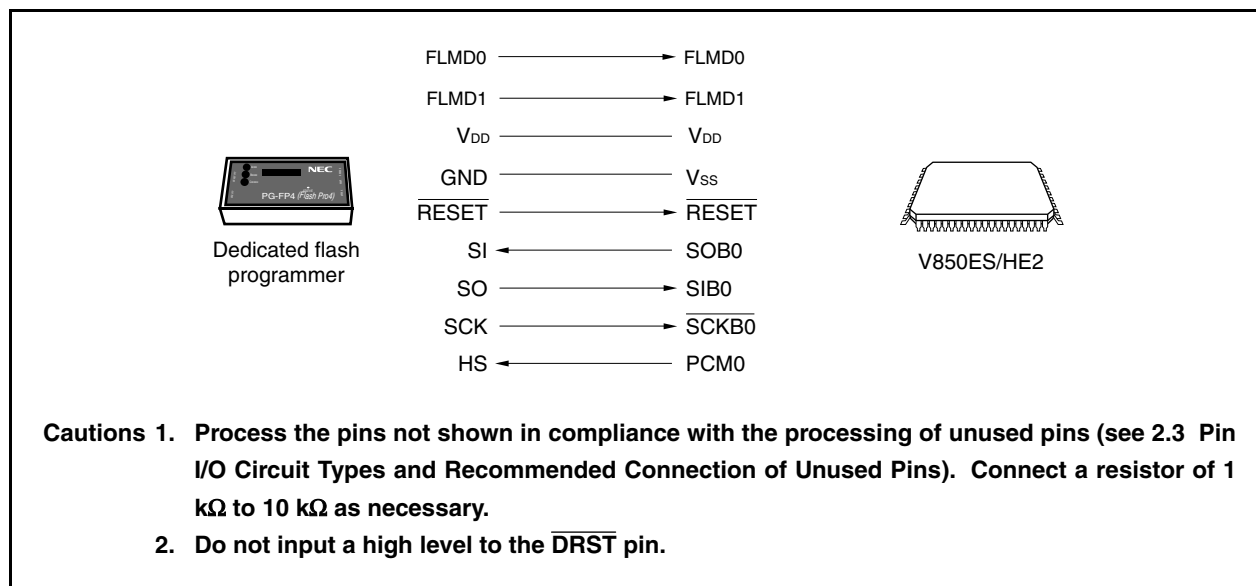 FLMD0 FLMD0
FLMD1 FLMD1
VDD VDD
GND VSS
RESET RESET
SI SOB0
SO SIB0
SCK SCKB0
HS PCM0
NEC
PG-FP4 (Flash Pro4)
Dedicated flash
programmer
V850ES/HE2
Cautions 1. Process the pins not shown in compliance with the processing of unused pins (see 2.3 Pin
I/O Circuit Types and Recommended Connection of Unused Pins). Connect a resistor of 1
kΩ to 10 kΩ as necessary.
2. Do not input a high level to the DRST pin.